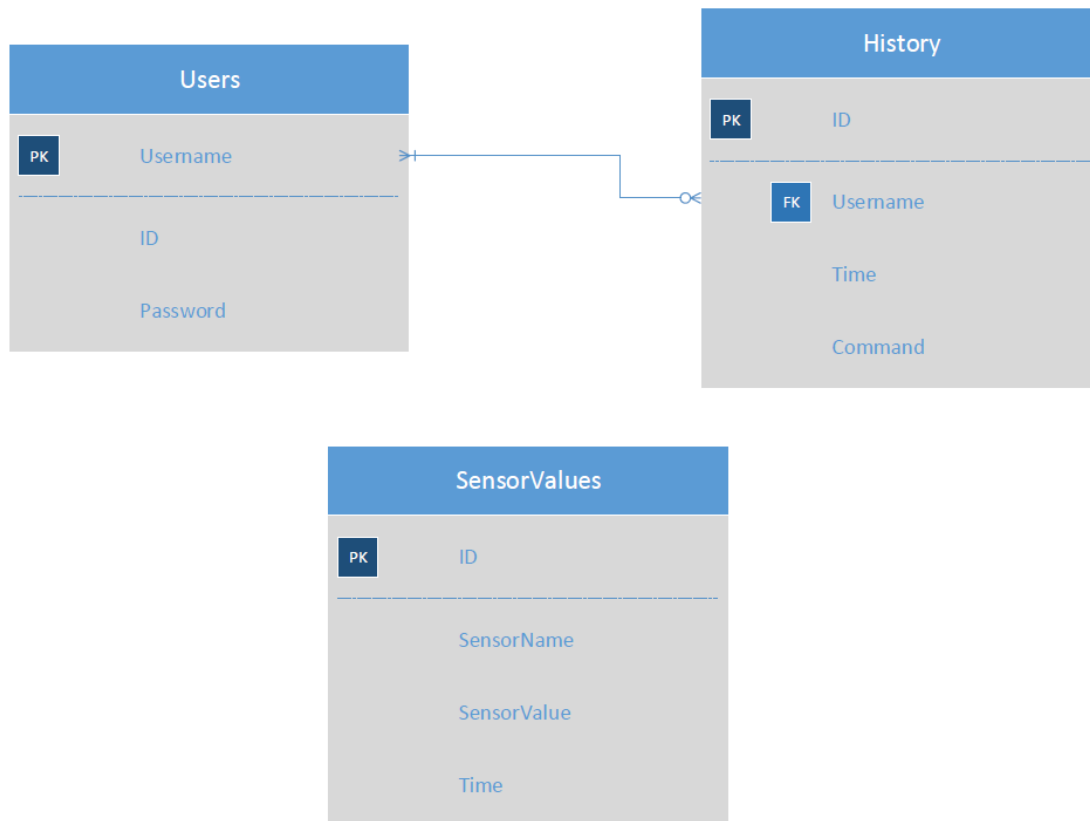 Users
PK Username
ID
Password
History
PK ID
FK Username
Time
Command
SensorValues
PK ID
SensorName
SensorValue
Time